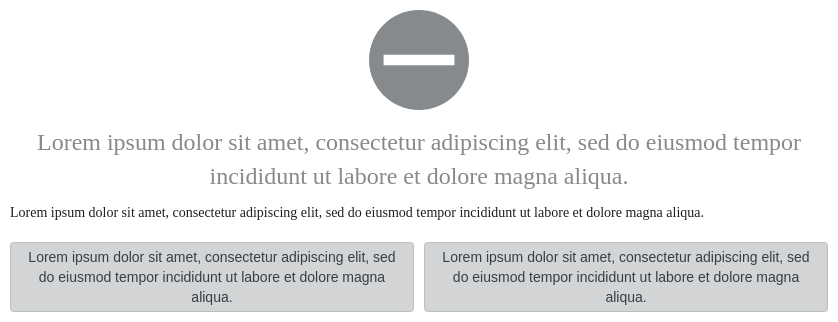 Lorem ipsum dolor sit amet, consectetur adipiscing elit, sed do eiusmod tempor
incididunt ut labore et dolore magna aliqua.
Lorem ipsum dolor sit amet, consectetur adipiscing elit, sed do eiusmod tempor incididunt ut labore et dolore magna aliqua.
Lorem ipsum dolor sit amet, consectetur adipiscing elit, sed
do eiusmod tempor incididunt ut labore et dolore magna
aliqua.
Lorem ipsum dolor sit amet, consectetur adipiscing elit, sed
do eiusmod tempor incididunt ut labore et dolore magna
aliqua.